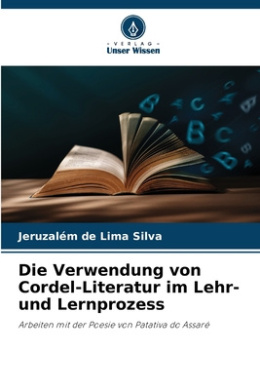 VERLAG
Unser Wissen
Jeruzalém de Lima Silva
Die Verwendung von
Cordel-Literatur im Lehr-
und Lernprozess
Arbeiten mit der Poesie von Patativa do Assaré